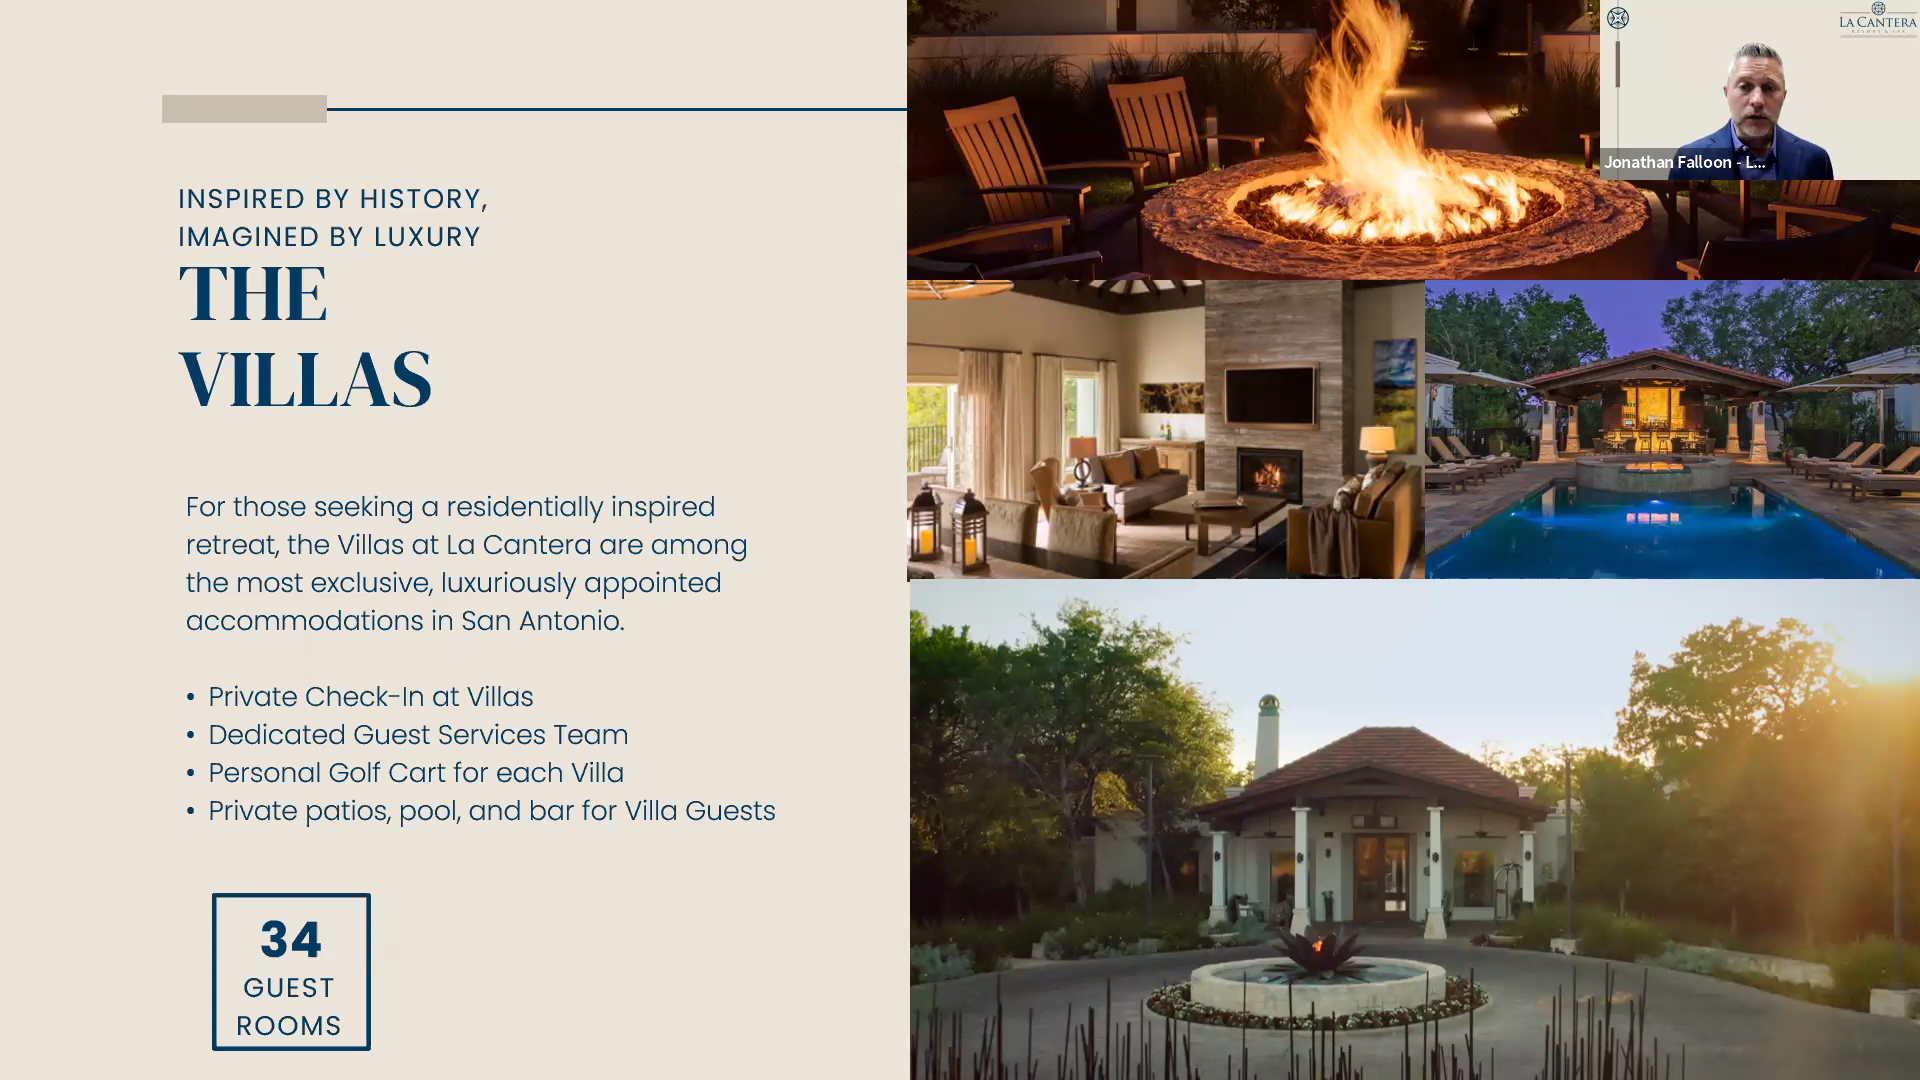 INSPIRED BY HISTORY,
IMAGINED BY LUXURY
THE
VILLAS
For those seeking a residentially inspired
retreat, the Villas at La Cantera are among
the most exclusive, luxuriously appointed
accommodations in San Antonio.
• Private Check-In at Villas
• Dedicated Guest Services Team
• Personal Golf Cart for each Villa
• Private patios, pool, and bar for Villa Guests
34
GUEST
ROOMS
LA CANTERA
RESORT & SPA
Jonathan Falloon - L...